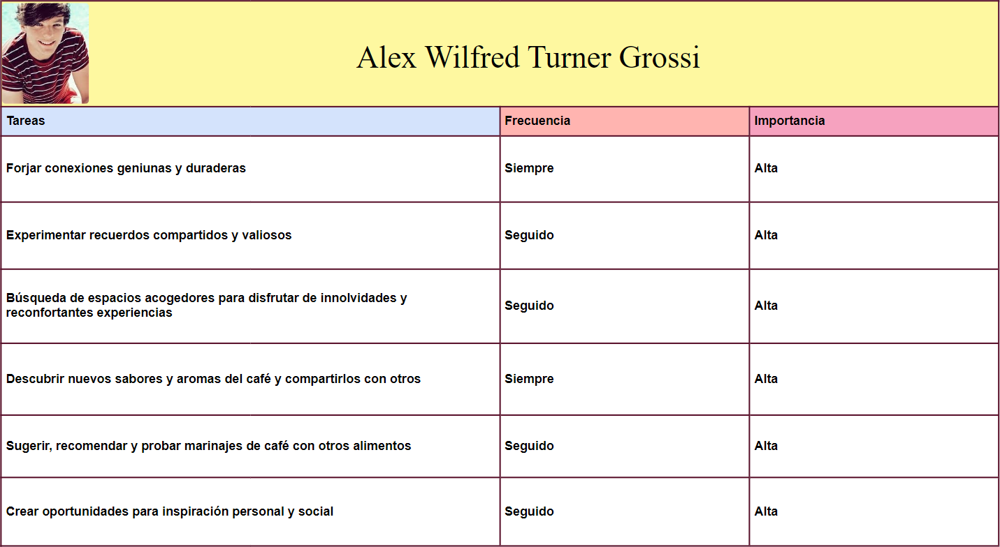 Alex Wilfred Turner Grossi
Tareas Frecuencia Importancia
Forjar conexiones geniunas y duraderas Siempre Alta
Experimentar recuerdos compartidos y valiosos Seguido Alta
Búsqueda de espacios acogedores para disfrutar de innolvidades y
reconfortantes experiencias Seguido Alta
Descubrir nuevos sabores y aromas del café y compartirlos con otros Siempre Alta
Sugerir, recomendar y probar marinajes de café con otros alimentos Seguido Alta
Crear oportunidades para inspiración personal y social Seguido Alta